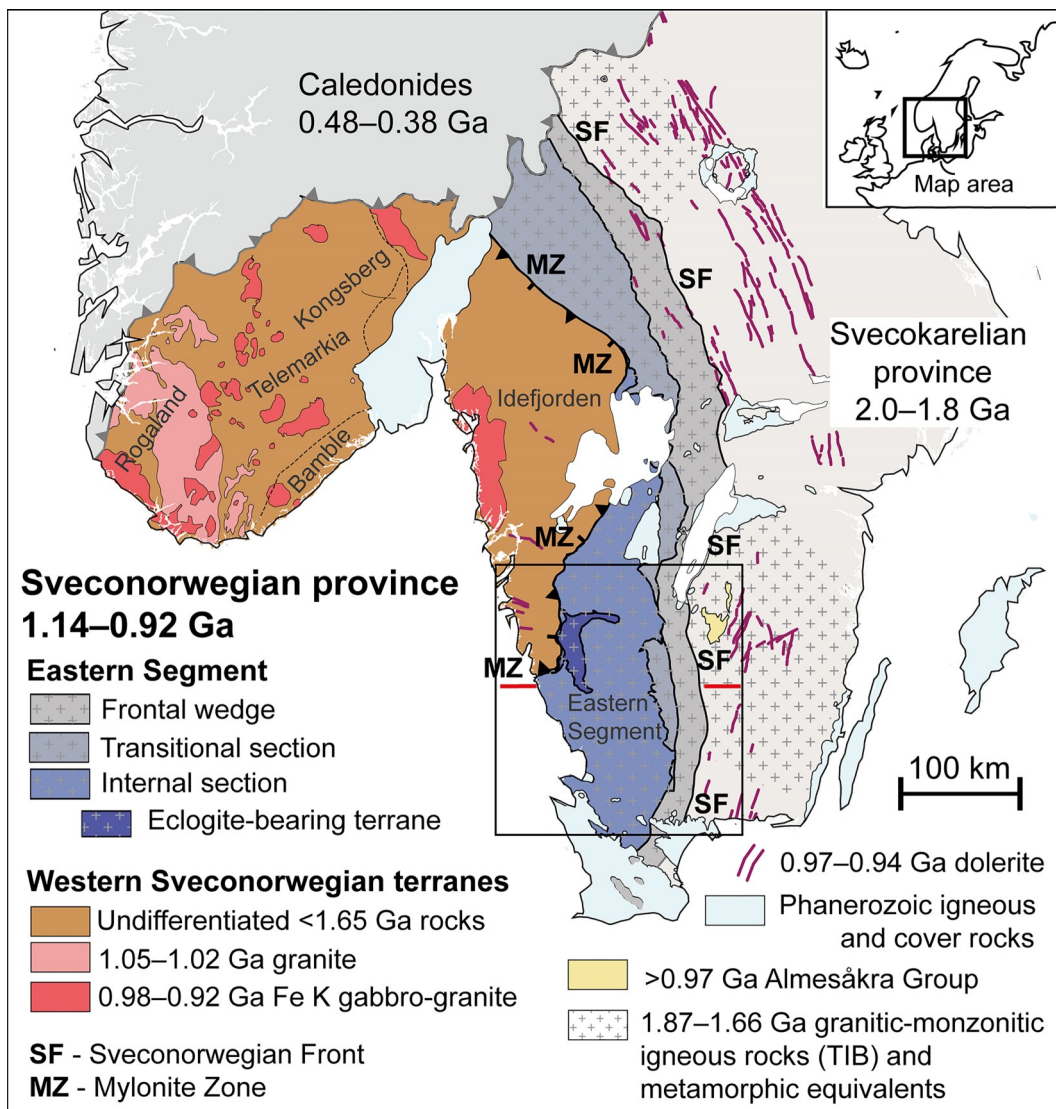 Caledonides
0.48–0.38 Ga
Map area
SF
MZ
SF
Kongsberg
Telemarkia
Rogaland
Bamble
MZ
Idefjorden
Svecokarelian
province
2.0–1.8 Ga
MZ
SF
SF
MZ
Eastern
Segment
SF
100 km
Sveconorwegian province
1.14–0.92 Ga
Eastern Segment
Frontal wedge
Transitional section
Internal section
Eclogite-bearing terrane
Western Sveconorwegian terranes
Undifferentiated <1.65 Ga rocks
1.05–1.02 Ga granite
0.98–0.92 Ga Fe K gabbro-granite
SF - Sveconorwegian Front
MZ - Mylonite Zone
0.97–0.94 Ga dolerite
Phanerozoic igneous
and cover rocks
>0.97 Ga Almesåkra Group
1.87–1.66 Ga granitic-monzonitic
igneous rocks (TIB) and
metamorphic equivalents